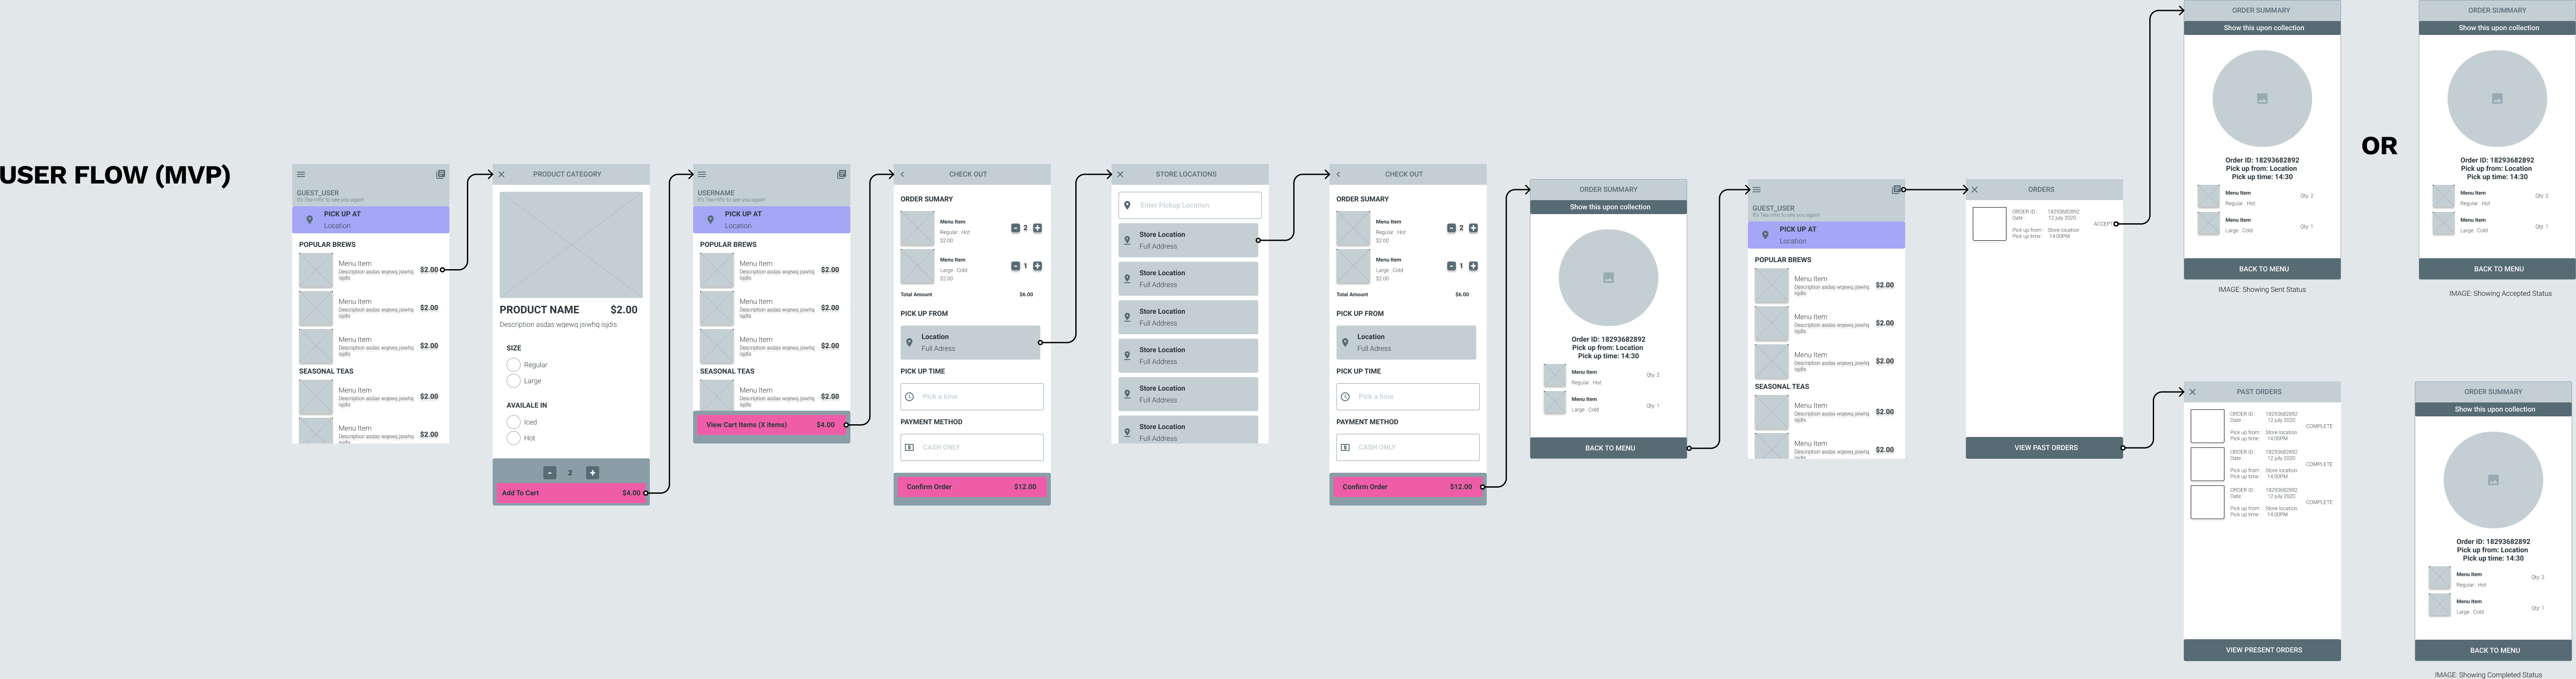 USER FLOW (MVP)
GUEST_USER
It's Tea-rrific to see you again!
PICK UP AT
Location
POPULAR BREWS
Menu Item
Description asdas wqewq jsiwhq isjdis
$2.00
Menu Item
Description asdas wqewq jsiwhq isjdis
$2.00
Menu Item
Description asdas wqewq jsiwhq isjdis
$2.00
SEASONAL TEAS
Menu Item
Description asdas wqewq jsiwhq isjdis
$2.00
Menu Item
Description asdas wqewq jsiwhq isjdis
$2.00
PRODUCT CATEGORY
PRODUCT NAME $2.00
Description asdas wqewq jsiwhq isjdis
SIZE
Regular
Large
AVAILALE IN
Iced
Hot
- 2 +
Add To Cart $4.00
USERNAME
It's Tea-rrific to see you again!
PICK UP AT
Location
POPULAR BREWS
Menu Item
Description asdas wqewq jsiwhq isjdis
$2.00
Menu Item
Description asdas wqewq jsiwhq isjdis
$2.00
Menu Item
Description asdas wqewq jsiwhq isjdis
$2.00
SEASONAL TEAS
Menu Item
Description asdas wqewq jsiwhq isjdis
$2.00
View Cart Items (X items) $4.00
CHECK OUT
ORDER SUMARY
Menu Item
Regular . Hot
$2.00
- 2 +
Menu Item
Large . Cold
$2.00
- 1 +
Total Amount $6.00
PICK UP FROM
Location
Full Adress
PICK UP TIME
Pick a time
PAYMENT METHOD
CASH ONLY
Confirm Order $12.00
STORE LOCATIONS
Enter Pickup Location
Store Location
Full Address
Store Location
Full Address
Store Location
Full Address
Store Location
Full Address
Store Location
Full Address
Store Location
Full Address
CHECK OUT
ORDER SUMARY
Menu Item
Regular . Hot
$2.00
- 2 +
Menu Item
Large . Cold
$2.00
- 1 +
Total Amount $6.00
PICK UP FROM
Location
Full Adress
PICK UP TIME
Pick a time
PAYMENT METHOD
CASH ONLY
Confirm Order $12.00
ORDER SUMMARY
Show this upon collection
Order ID: 18293682892
Pick up from: Location
Pick up time: 14:30
Menu Item
Regular . Hot
Qty: 2
Menu Item
Large . Cold
Qty: 1
BACK TO MENU
GUEST_USER
It's Tea-rrific to see you again!
PICK UP AT
Location
POPULAR BREWS
Menu Item
Description asdas wqewq jsiwhq isjdis
$2.00
Menu Item
Description asdas wqewq jsiwhq isjdis
$2.00
Menu Item
Description asdas wqewq jsiwhq isjdis
$2.00
SEASONAL TEAS
Menu Item
Description asdas wqewq jsiwhq isjdis
$2.00
Menu Item
Description asdas wqewq jsiwhq isjdis
$2.00
ORDERS
ORDER ID : 18293682892
Date : 12 july 2020
Pick up from : Store location
Pick up time : 14:00PM
ACCEPT
VIEW PAST ORDERS
ORDER SUMMARY
Show this upon collection
Order ID: 18293682892
Pick up from: Location
Pick up time: 14:30
Menu Item
Regular . Hot
Qty: 2
Menu Item
Large . Cold
Qty: 1
BACK TO MENU
IMAGE: Showing Sent Status
OR
ORDER SUMMARY
Show this upon collection
Order ID: 18293682892
Pick up from: Location
Pick up time: 14:30
Menu Item
Regular . Hot
Qty: 2
Menu Item
Large . Cold
Qty: 1
BACK TO MENU
IMAGE: Showing Accepted Status
PAST ORDERS
ORDER ID : 18293682892
Date : 12 july 2020
Pick up from : Store location
Pick up time : 14:00PM
COMPLETE
ORDER ID : 18293682892
Date : 12 july 2020
Pick up from : Store location
Pick up time : 14:00PM
COMPLETE
ORDER ID : 18293682892
Date : 12 july 2020
Pick up from : Store location
Pick up time : 14:00PM
COMPLETE
VIEW PRESENT ORDERS
ORDER SUMMARY
Show this upon collection
Order ID: 18293682892
Pick up from: Location
Pick up time: 14:30
Menu Item
Regular . Hot
Qty: 2
Menu Item
Large . Cold
Qty: 1
BACK TO MENU
IMAGE: Showing Completed Status